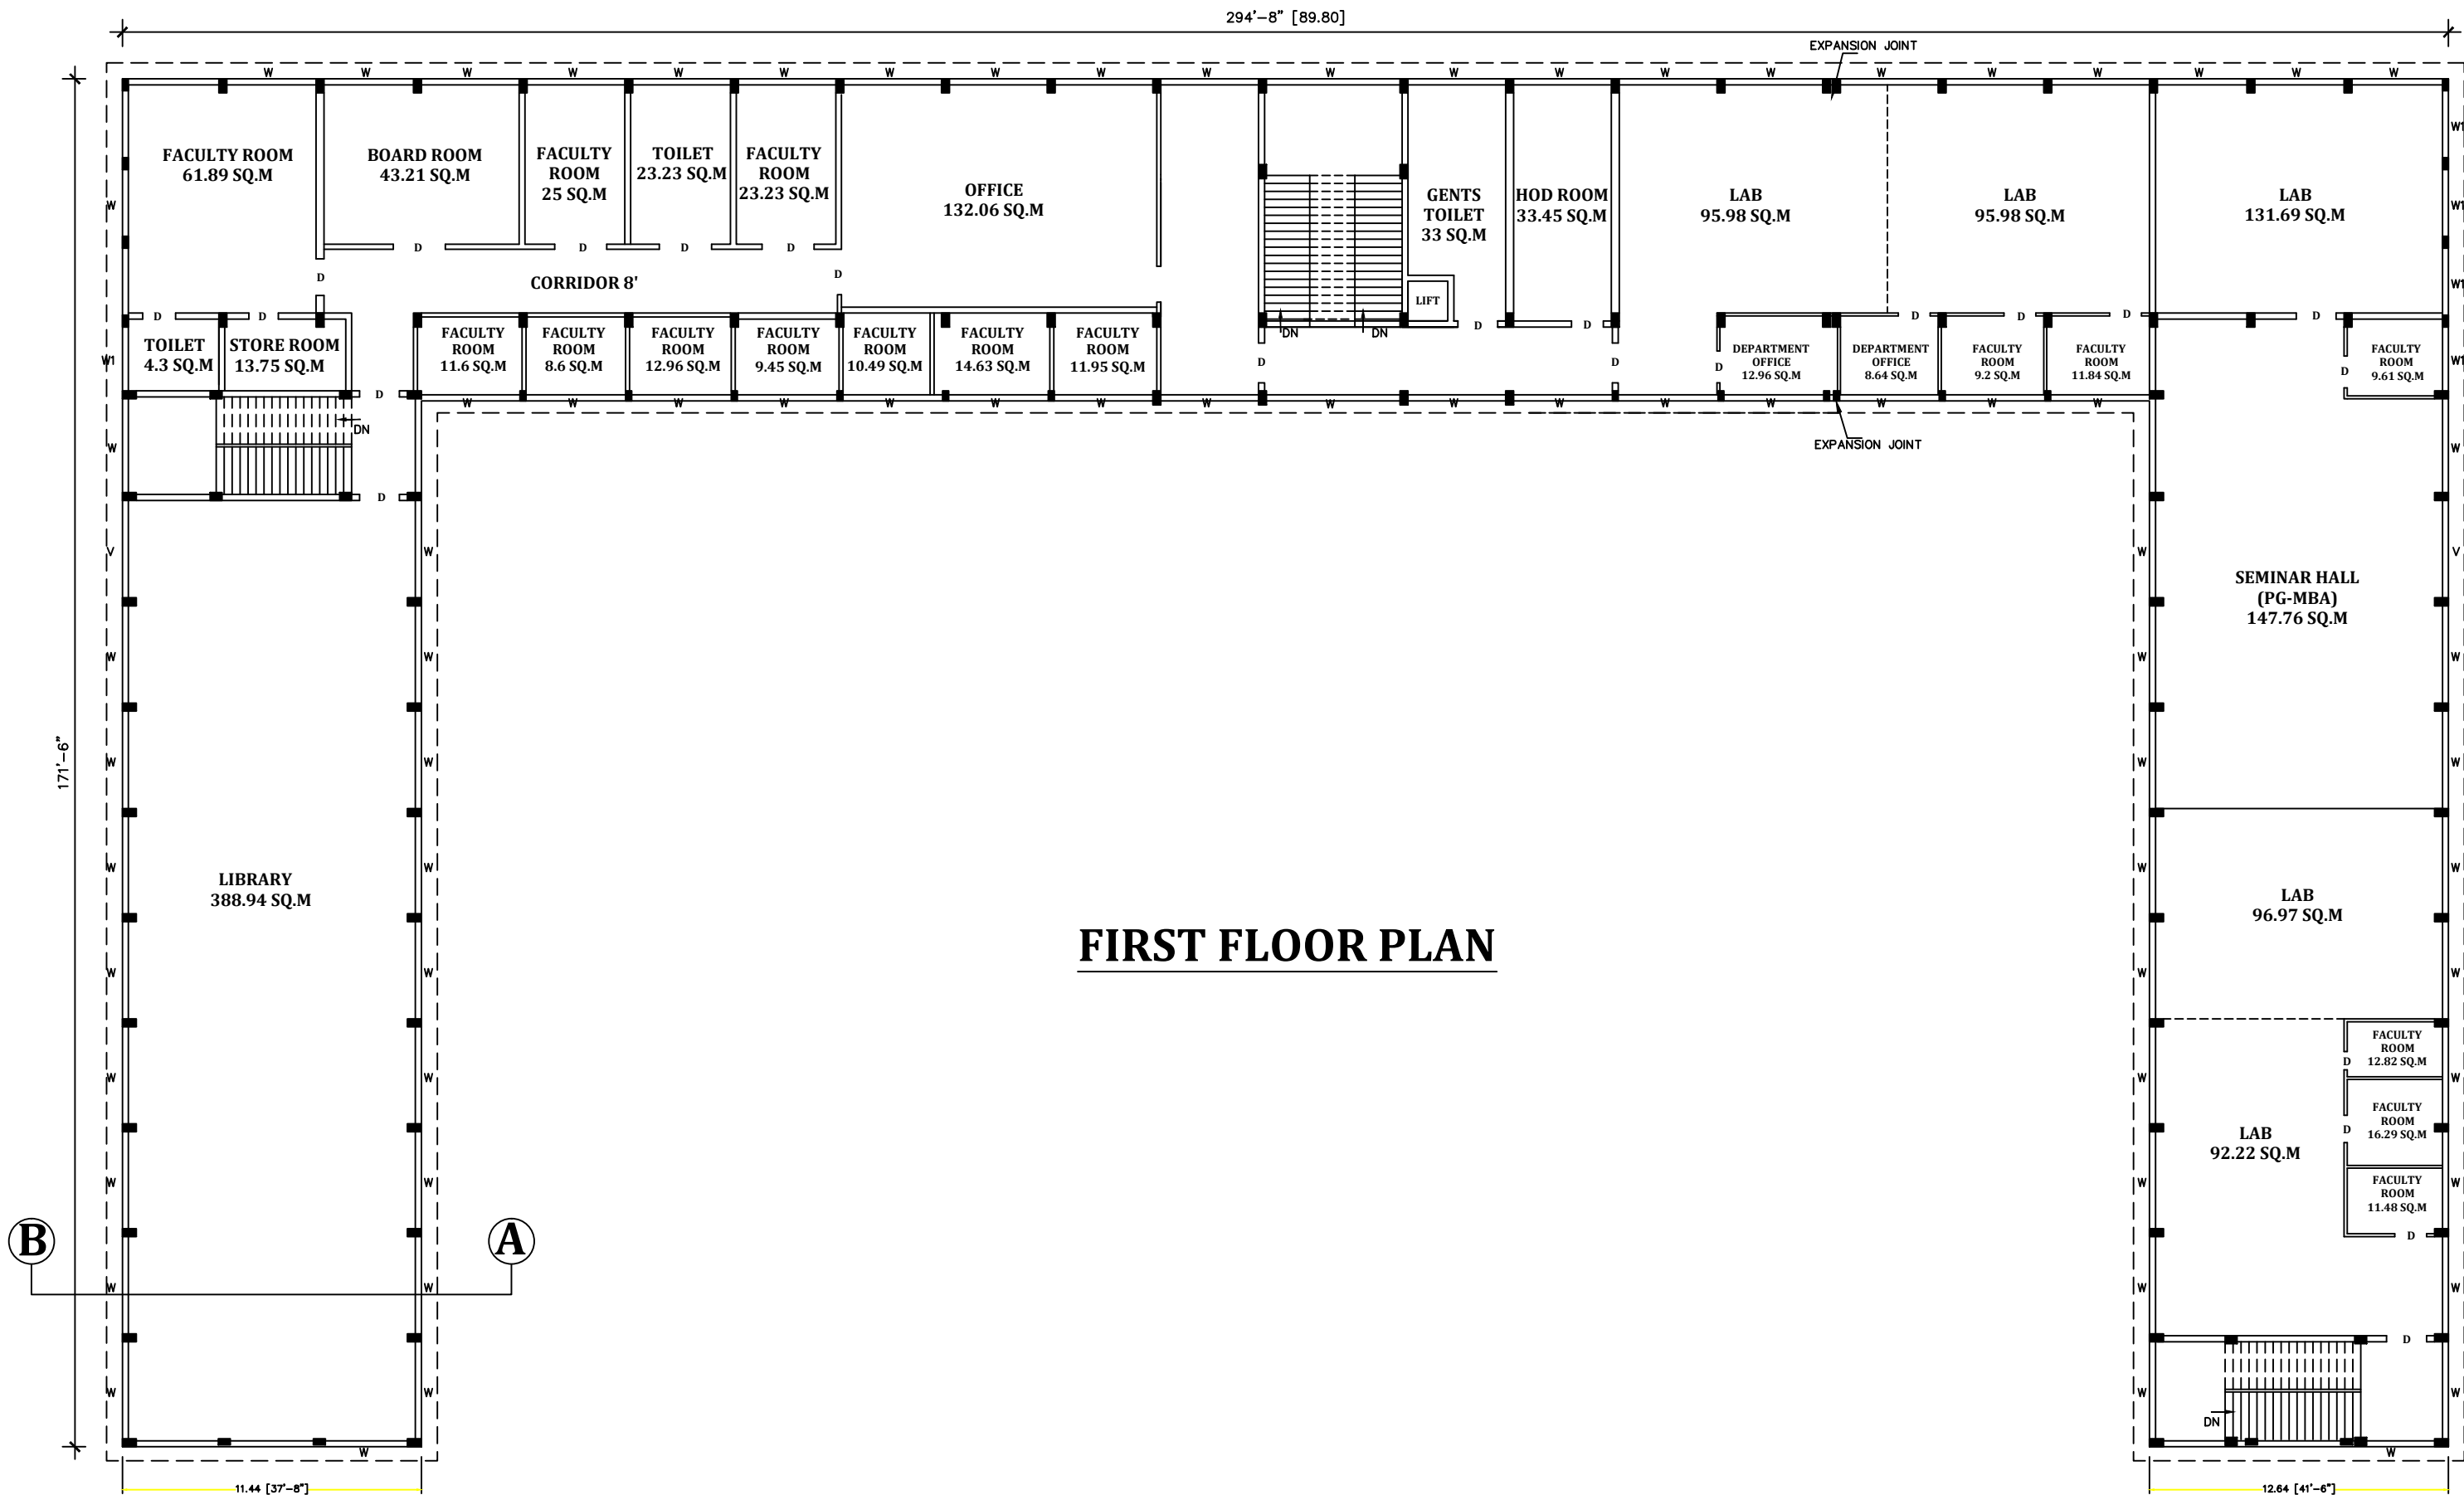 294'-8" [89.80]
EXPANSION JOINT
W W W W W W W W W W W W W W W W W W W W
FACULTY ROOM
61.89 SQ.M
BOARD ROOM
43.21 SQ.M
FACULTY
ROOM
25 SQ.M
TOILET
23.23 SQ.M
FACULTY
ROOM
23.23 SQ.M
OFFICE
132.06 SQ.M
GENTS
TOILET
33 SQ.M
HOD ROOM
33.45 SQ.M
LAB
95.98 SQ.M
LAB
95.98 SQ.M
LAB
131.69 SQ.M
W1
W
W1
D D D D
D
CORRIDOR 8'
D
LIFT
W1
D D
TOILET
4.3 SQ.M
STORE ROOM
13.75 SQ.M
W1
FACULTY
ROOM
11.6 SQ.M
FACULTY
ROOM
8.6 SQ.M
FACULTY
ROOM
12.96 SQ.M
FACULTY
ROOM
9.45 SQ.M
FACULTY
ROOM
10.49 SQ.M
FACULTY
ROOM
14.63 SQ.M
FACULTY
ROOM
11.95 SQ.M
DN
DN
D D
D
D
D
DEPARTMENT
OFFICE
12.96 SQ.M
DEPARTMENT
OFFICE
8.64 SQ.M
FACULTY
ROOM
9.2 SQ.M
FACULTY
ROOM
11.84 SQ.M
D D D
D
D
FACULTY
ROOM
9.61 SQ.M
W1
D
W W W W W W W W W W W W W W W W
DN
W
D
EXPANSION JOINT
W
V
W
W
V
171'-6"
SEMINAR HALL
(PG-MBA)
147.76 SQ.M
W W W W
W W W W
LIBRARY
388.94 SQ.M
W W W W
FIRST FLOOR PLAN
LAB
96.97 SQ.M
W W W W
FACULTY
ROOM
12.82 SQ.M
D
W W W W
FACULTY
ROOM
16.29 SQ.M
D
LAB
92.22 SQ.M
FACULTY
ROOM
11.48 SQ.M
W W W W
D
B
A
W W W W
D
W W W W
DN
W
W
11.44 [37'-8"]
12.64 [41'-6"]